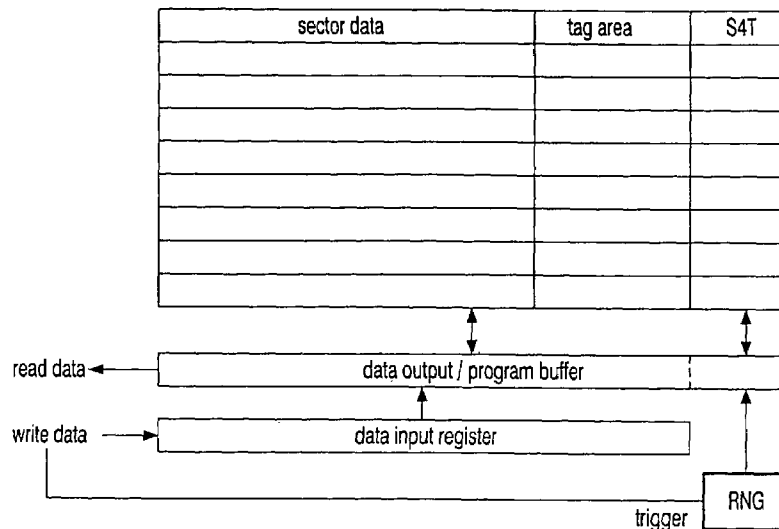 sector data tag area S4T
read data data output / program buffer
write data data input register
trigger RNG